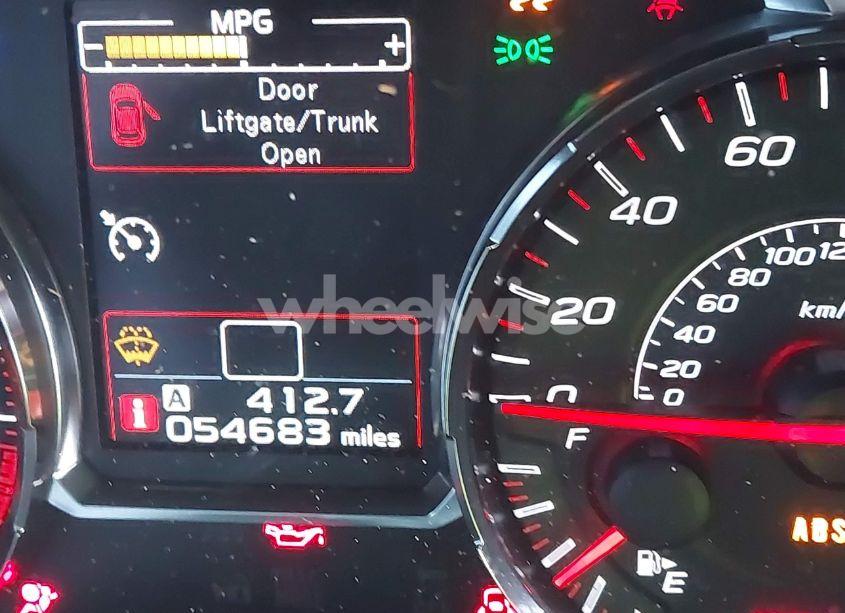 MPG
- +
Door
Liftgate/Trunk
Open
wheelwise
A 412.7
i 054683 miles
60
40
20
0
120
100
80
60
40
20
0
km/
F
E
ABS